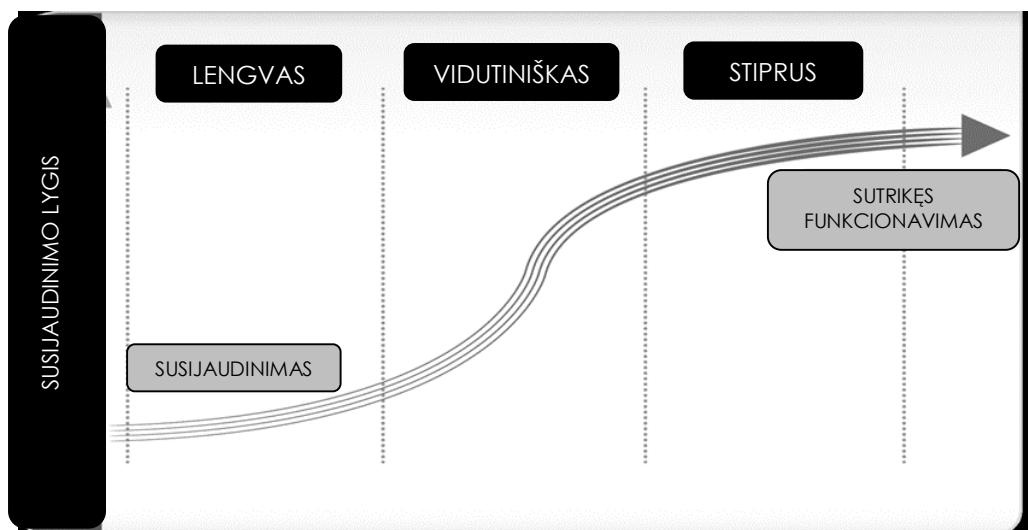 SUSIJAUDINIMO LYGIS
LENGVAS
VIDUTINIŠKAS
STIPRUS
SUTRIKĘS
FUNKCIONAVIMAS
SUSIJAUDINIMAS